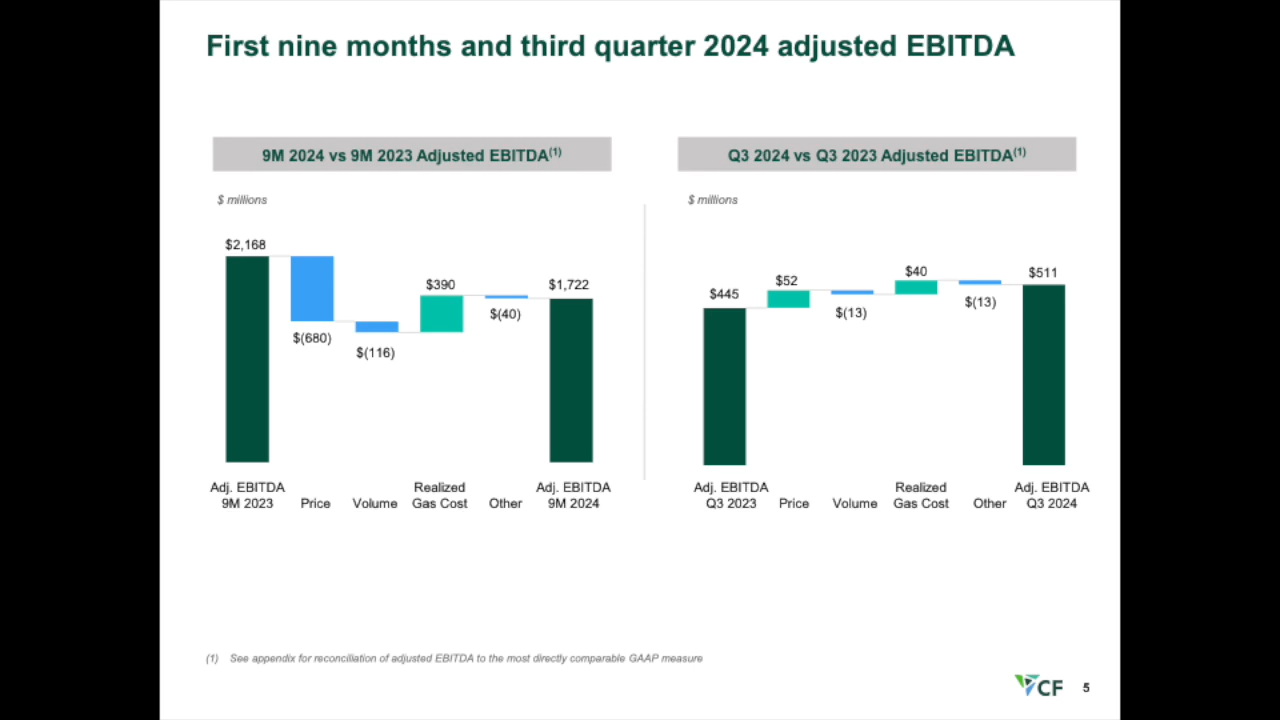 First nine months and third quarter 2024 adjusted EBITDA
9M 2024 vs 9M 2023 Adjusted EBITDA(1)
$ millions
$2,168
$(680)
$(116)
$390
$(40)
$1,722
Adj. EBITDA
9M 2023
Price
Volume
Realized
Gas Cost
Other
Adj. EBITDA
9M 2024
Q3 2024 vs Q3 2023 Adjusted EBITDA(1)
$ millions
$445
$52
$(13)
$40
$(13)
$511
Adj. EBITDA
Q3 2023
Price
Volume
Realized
Gas Cost
Other
Adj. EBITDA
Q3 2024
(1) See appendix for reconciliation of adjusted EBITDA to the most directly comparable GAAP measure
CF
5